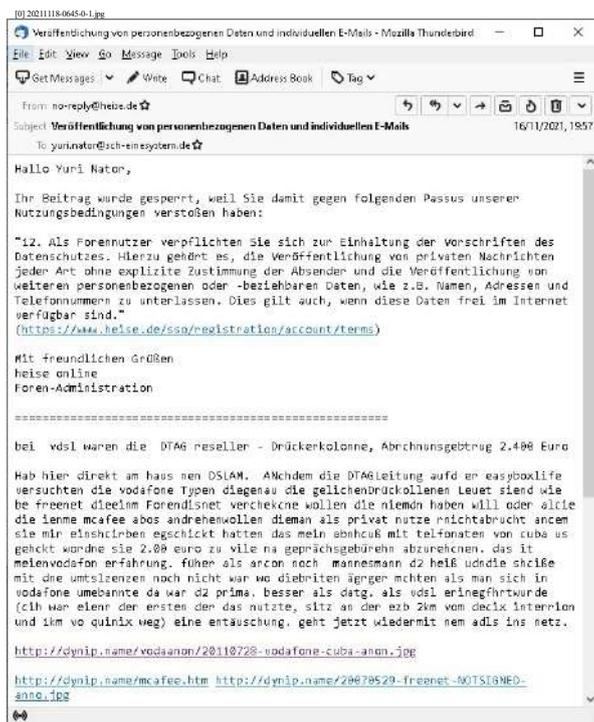 [0] 20211118-0645-0-1.jpg
Veröffentlichung von personenbezogenen Daten und individuellen E-Mails - Mozilla Thunderbird
File Edit View Go Message Tools Help
Get Messages Write Chat Address Book Tag
From no-reply@heise.de
Subject Veröffentlichung von personenbezogenen Daten und individuellen E-Mails 16/11/2021, 19:57
To yuri.nator@sch-einesystem.de
Hallo Yuri Nator,
Ihr Beitrag wurde gesperrt, weil Sie damit gegen folgenden Passus unserer
Nutzungsbedingungen verstoßen haben:
"12. Als Forennutzer verpflichten Sie sich zur Einhaltung der Vorschriften des
Datenschutzes. Hierzu gehört es, die Veröffentlichung von privaten Nachrichten
jeder Art ohne explizite Zustimmung der Absender und die Veröffentlichung von
weiteren personenbezogenen oder -beziehbaren Daten, wie z.B. Namen, Adressen und
Telefonnummern zu unterlassen. Dies gilt auch, wenn diese Daten frei im Internet
verfügbar sind."
(https://www.heise.de/sso/registration/account/terms)
Mit freundlichen Grüßen
heise online
Foren-Administration
====================================================
bei vdsl waren die DTAG reseller - Drückerkolonne, Abrchnunsgebtrug 2.400 Euro
Hab hier direkt am haus nen DSLAM. ANchdem die DTAGLeitung aufd er easyboxlife
versuchten die vodafone Typen diegenau die gelichenDrückollenen Leuet siend wie
be freenet dieeinm Forendisnet verchekcne wollen die niemdn haben will oder alcie
die ienme mcafee abos andrehenwollen dieman als privat nutze rnichtabrucht ancem
sie mir einshcirben egschickt hatten das mein abnhcuß mit telfonaten von cuba us
gehckt wordne sie 2.00 euro zu vile na geprächsgebürehn abzurehcnen. das it
meienvodafon erfahrung. füher als arcon noch mannesmann d2 heiß udndie shciße
mit dne umtslzenzen noch nicht war wo diebriten ägrger mchten als man sich in
vodafone umebannte da war d2 prima. besser als datg. als vdsl erinegfhrtwurde
(cih war eienr der ersten der das nutzte, sitz an der ezb 2km vom decix interrion
und 1km vo quinix weg) eine entäuschung. geht jetzt wiedermit nem adls ins netz.
http://dynip.name/vodaanon/20110728-vodafone-cuba-anon.jpg
http://dynip.name/mcafee.htm http://dynip.name/20070529-freenet-NOTSIGNED-
anno.jpg